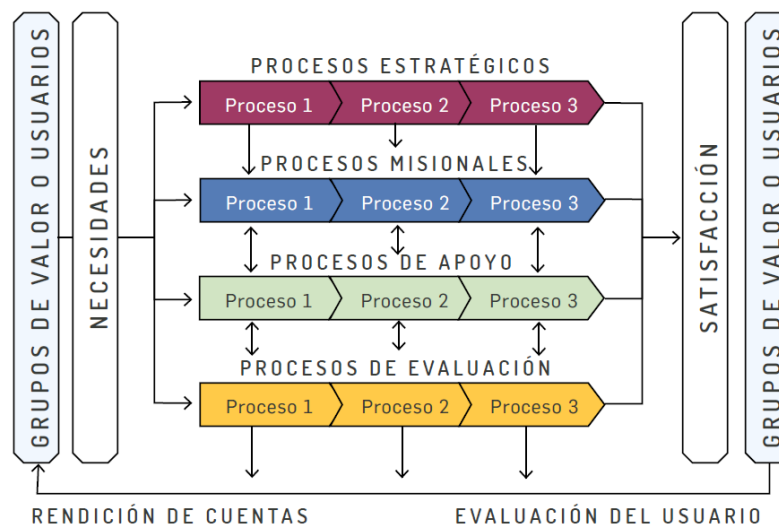 GRUPOS DE VALOR O USUARIOS
NECESIDADES
PROCESOS ESTRATÉGICOS
Proceso 1 Proceso 2 Proceso 3
PROCESOS MISIONALES
Proceso 1 Proceso 2 Proceso 3
PROCESOS DE APOYO
Proceso 1 Proceso 2 Proceso 3
PROCESOS DE EVALUACIÓN
Proceso 1 Proceso 2 Proceso 3
SATISFACCIÓN
GRUPOS DE VALOR O USUARIOS
RENDICIÓN DE CUENTAS
EVALUACIÓN DEL USUARIO